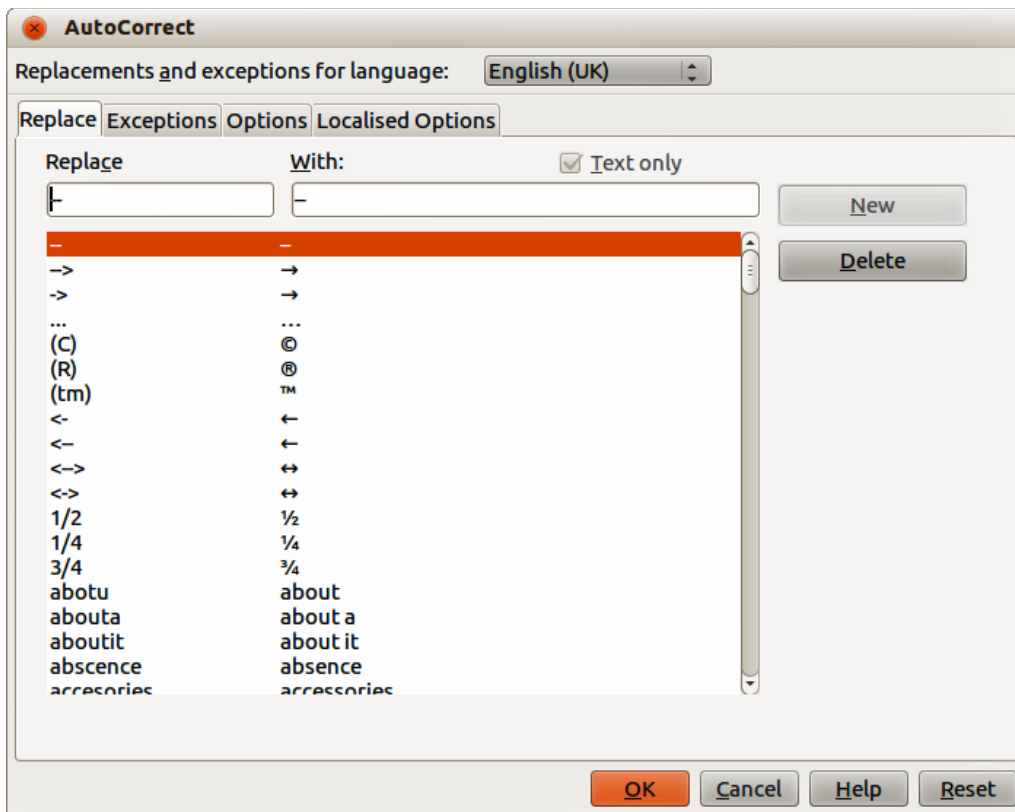 AutoCorrect
Replacements and exceptions for language: English (UK)
Replace Exceptions Options Localised Options
Replace With: Text only
– – New
– –
Delete
–> →
-> →
... …
(C) ©
(R) ®
(tm) ™
<- ←
<– ←
<–> ↔
<-> ↔
1/2 ½
1/4 ¼
3/4 ¾
abotu about
abouta about a
aboutit about it
abscence absence
accesories accessories
OK Cancel Help Reset